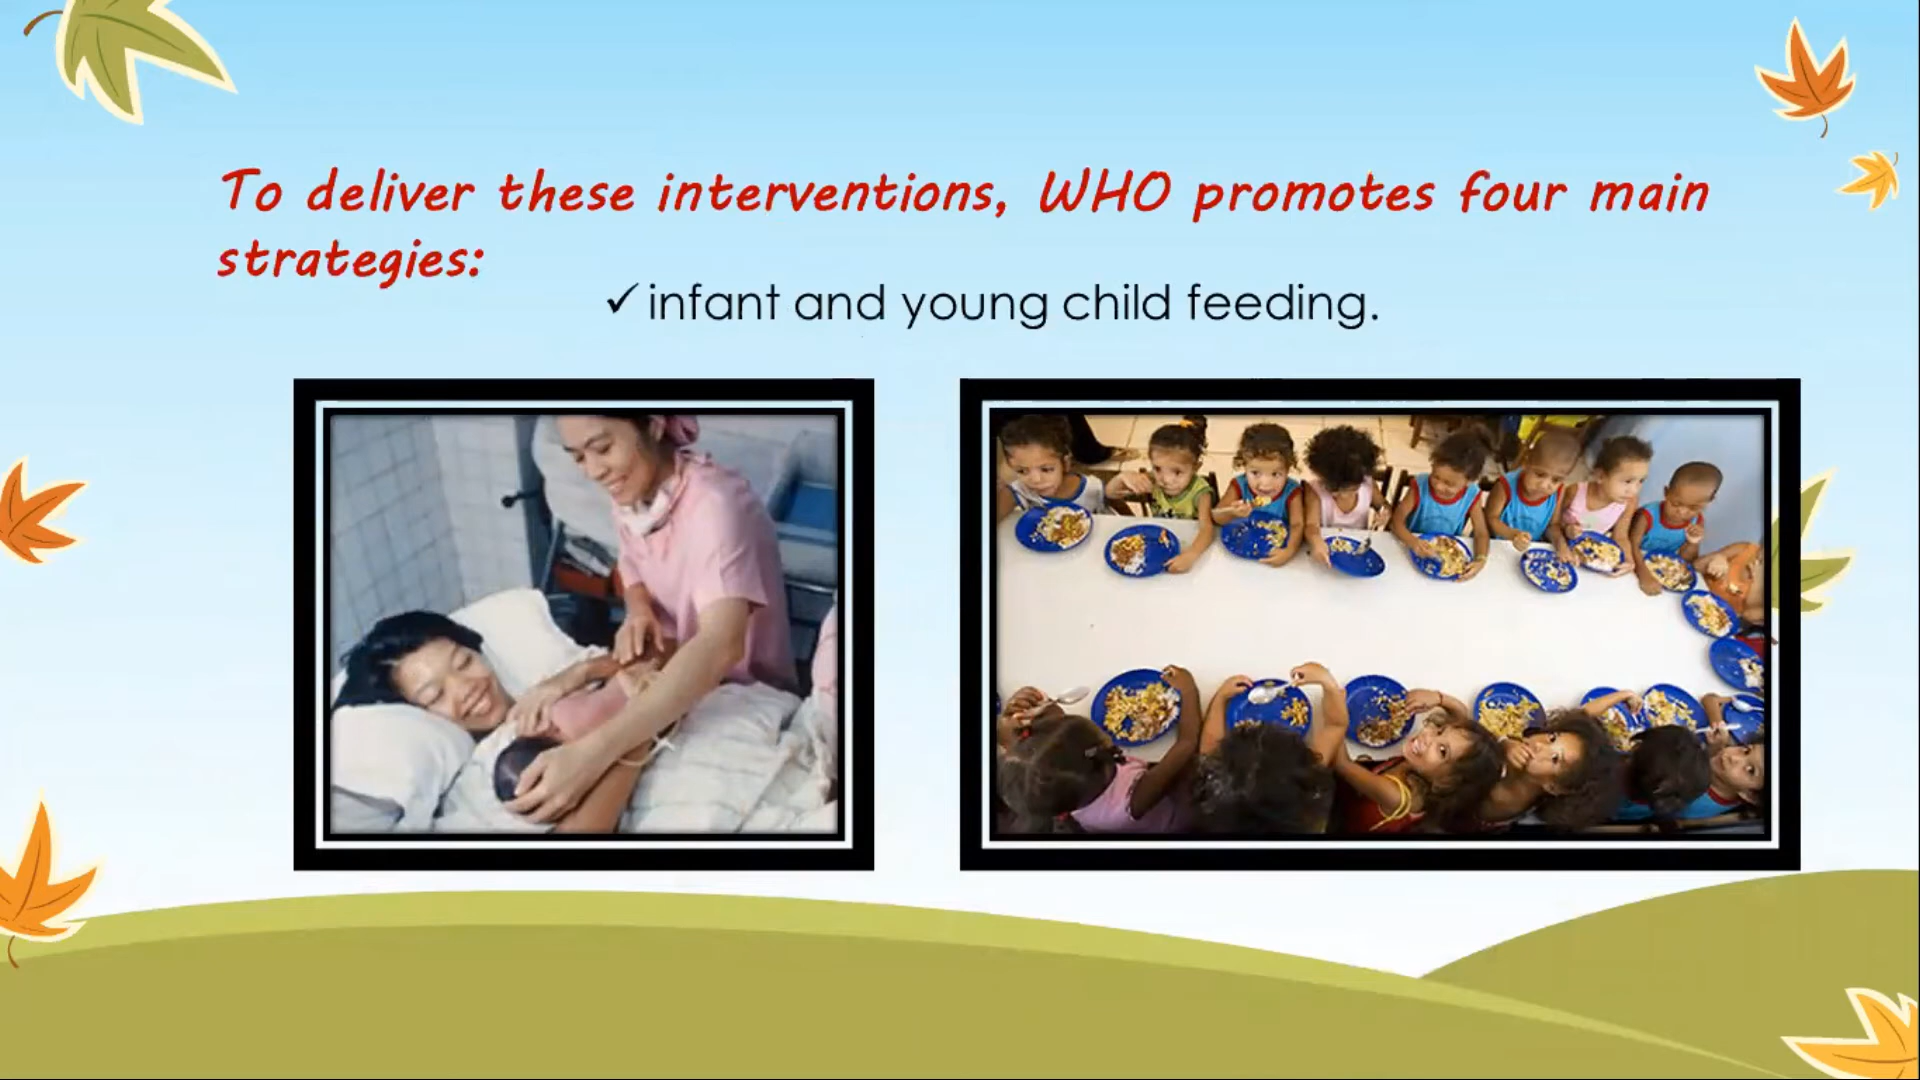 To deliver these interventions, WHO promotes four main
strategies:
✓ infant and young child feeding.